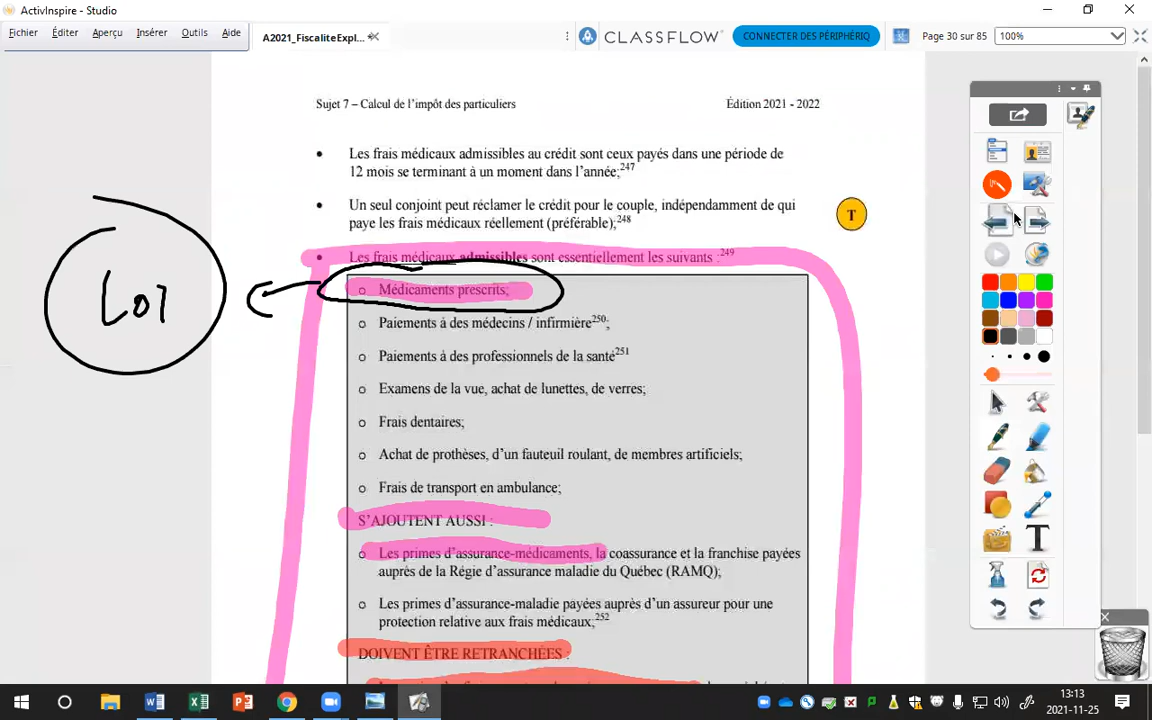 ActivInspire - Studio
Fichier Éditer Aperçu Insérer Outils Aide
A2021_FiscaliteExpl...
CLASSFLOW
CONNECTER DES PÉRIPHÉRIQ
Page 30 sur 85
100%
Sujet 7 – Calcul de l'impôt des particuliers
Édition 2021 - 2022
• Les frais médicaux admissibles au crédit sont ceux payés dans une période de
12 mois se terminant à un moment dans l'année;247
• Un seul conjoint peut réclamer le crédit pour le couple, indépendamment de qui
paye les frais médicaux réellement (préférable);248
T
• Les frais médicaux admissibles sont essentiellement les suivants :249
o Médicaments prescrits;
Loi
o Paiements à des médecins / infirmière250;
o Paiements à des professionnels de la santé251
o Examens de la vue, achat de lunettes, de verres;
o Frais dentaires;
o Achat de prothèses, d'un fauteuil roulant, de membres artificiels;
o Frais de transport en ambulance;
S'AJOUTENT AUSSI :
o Les primes d'assurance-médicaments, la coassurance et la franchise payées
auprès de la Régie d'assurance maladie du Québec (RAMQ);
o Les primes d'assurance-maladie payées auprès d'un assureur pour une
protection relative aux frais médicaux;252
DOIVENT ÊTRE RETRANCHÉES :
13:13
2021-11-25